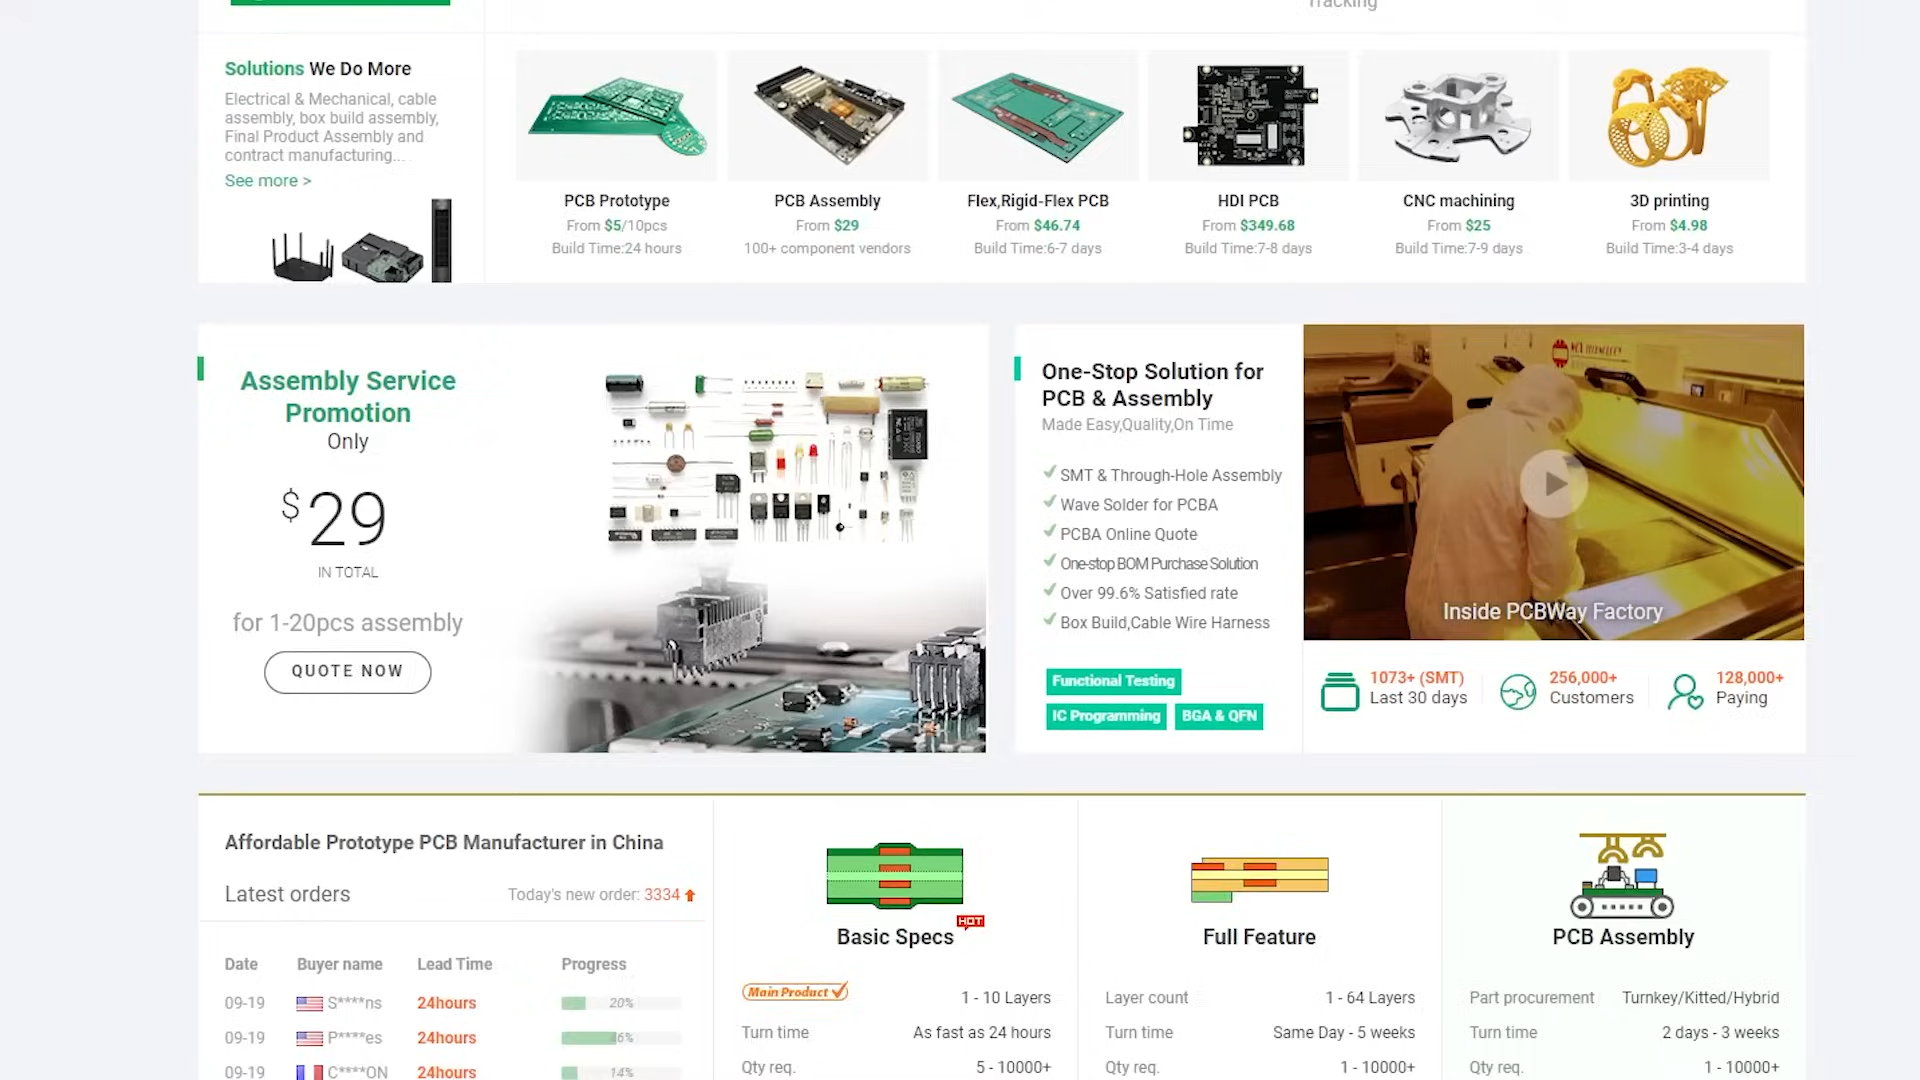 Tracking
Solutions We Do More
Electrical & Mechanical, cable
assembly, box build assembly,
Final Product Assembly and
contract manufacturing...
See more >
PCB Prototype
From $5/10pcs
Build Time:24 hours
PCB Assembly
From $29
100+ component vendors
Flex,Rigid-Flex PCB
From $46.74
Build Time:6-7 days
HDI PCB
From $349.68
Build Time:7-8 days
CNC machining
From $25
Build Time:7-9 days
3D printing
From $4.98
Build Time:3-4 days
Assembly Service
Promotion
Only
$29
IN TOTAL
for 1-20pcs assembly
QUOTE NOW
One-Stop Solution for
PCB & Assembly
Made Easy,Quality,On Time
SMT & Through-Hole Assembly
Wave Solder for PCBA
PCBA Online Quote
One-stop BOM Purchase Solution
Over 99.6% Satisfied rate
Box Build,Cable Wire Harness
Functional Testing
IC Programming
BGA & QFN
Inside PCBWay Factory
1073+ (SMT)
Last 30 days
256,000+
Customers
128,000+
Paying
Affordable Prototype PCB Manufacturer in China
Latest orders
Today's new order: 3334
Date Buyer name Lead Time Progress
09-19 S****ns 24hours 20%
09-19 P****es 24hours 46%
09-19 C****ON 24hours 14%
HOT
Basic Specs
Main Product
1 - 10 Layers
Turn time As fast as 24 hours
Qty req. 5 - 10000+
Full Feature
Layer count 1 - 64 Layers
Turn time Same Day - 5 weeks
Qty req. 1 - 10000+
PCB Assembly
Part procurement Turnkey/Kitted/Hybrid
Turn time 2 days - 3 weeks
Qty req. 1 - 10000+